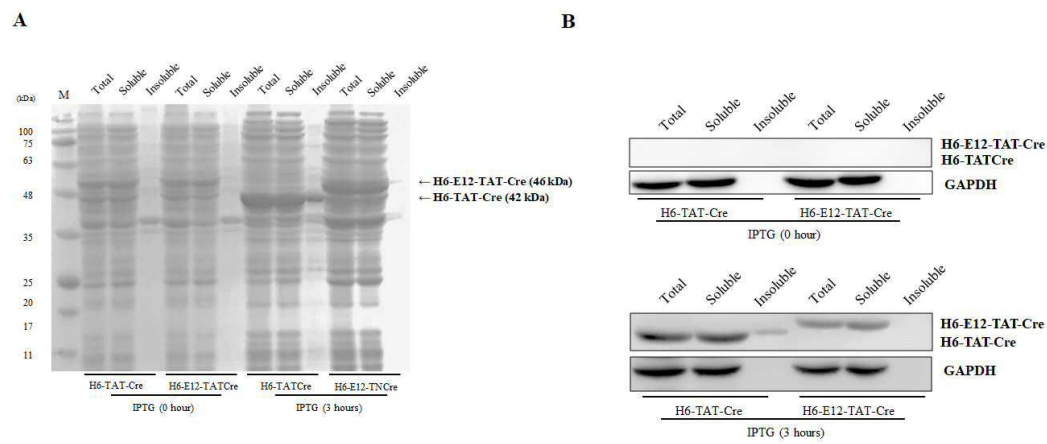 A
Total Soluble Insoluble Total Soluble Insoluble Total Soluble Insoluble Total Soluble Insoluble
(kDa) M
100
75
63
48
35
25
20
17
11
← H6-E12-TAT-Cre (46 kDa)
← H6-TAT-Cre (42 kDa)
H6-TAT-Cre H6-E12-TATCre H6-TATCre H6-E12-TNCre
IPTG (0 hour) IPTG (3 hours)
B
Total Soluble Insoluble Total Soluble Insoluble
H6-E12-TAT-Cre
H6-TATCre
GAPDH
H6-TAT-Cre H6-E12-TAT-Cre
IPTG (0 hour)
Total Soluble Insoluble Total Soluble Insoluble
H6-E12-TAT-Cre
H6-TAT-Cre
GAPDH
H6-TAT-Cre H6-E12-TAT-Cre
IPTG (3 hours)